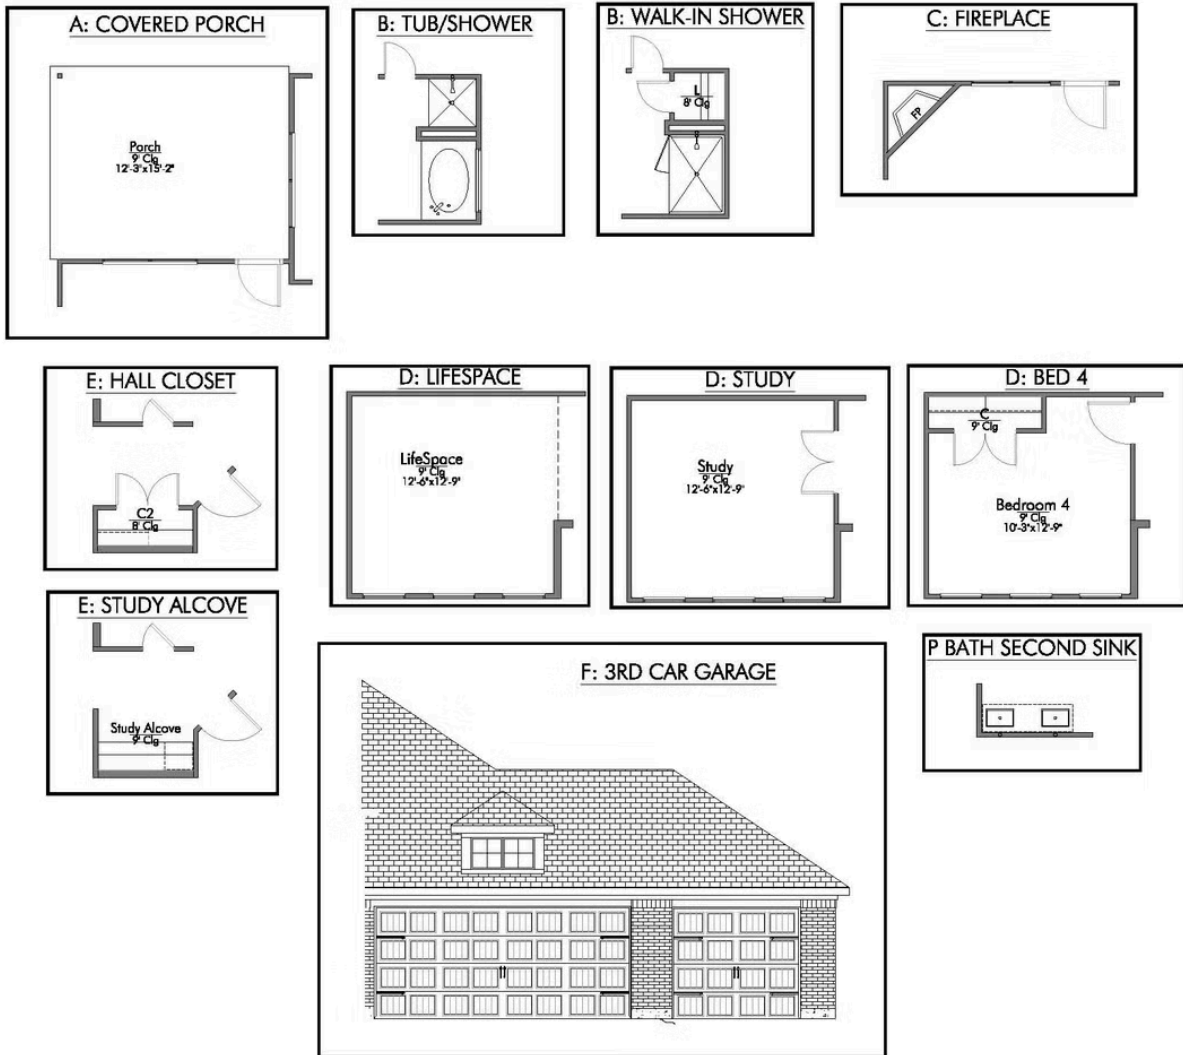 A: COVERED PORCH
Porch
9' Clg
12'-3"x15'-2"
B: TUB/SHOWER
B: WALK-IN SHOWER
L
8' Clg
C: FIREPLACE
FP
E: HALL CLOSET
C2
8' Clg
D: LIFESPACE
LifeSpace
9' Clg
12'-6"x12'-9"
D: STUDY
Study
9' Clg
12'-6"x12'-9"
D: BED 4
C
9' Clg
Bedroom 4
9' Clg
10'-3"x12'-9"
E: STUDY ALCOVE
Study Alcove
9' Clg
F: 3RD CAR GARAGE
P BATH SECOND SINK